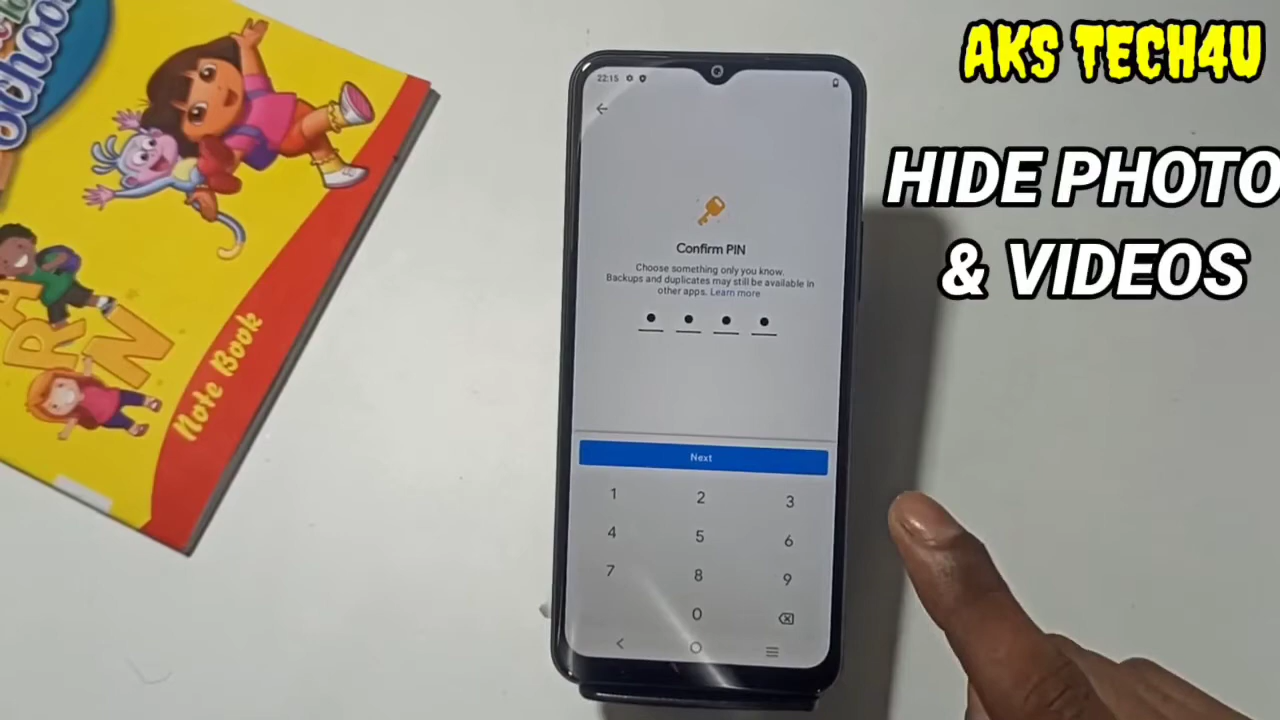 School
Note Book
22:15
Confirm PIN
Choose something only you know.
Backups and duplicates may still be available in
other apps. Learn more
Next
1 2 3
4 5 6
7 8 9
0
AKS TECH4U
HIDE PHOTO
& VIDEOS